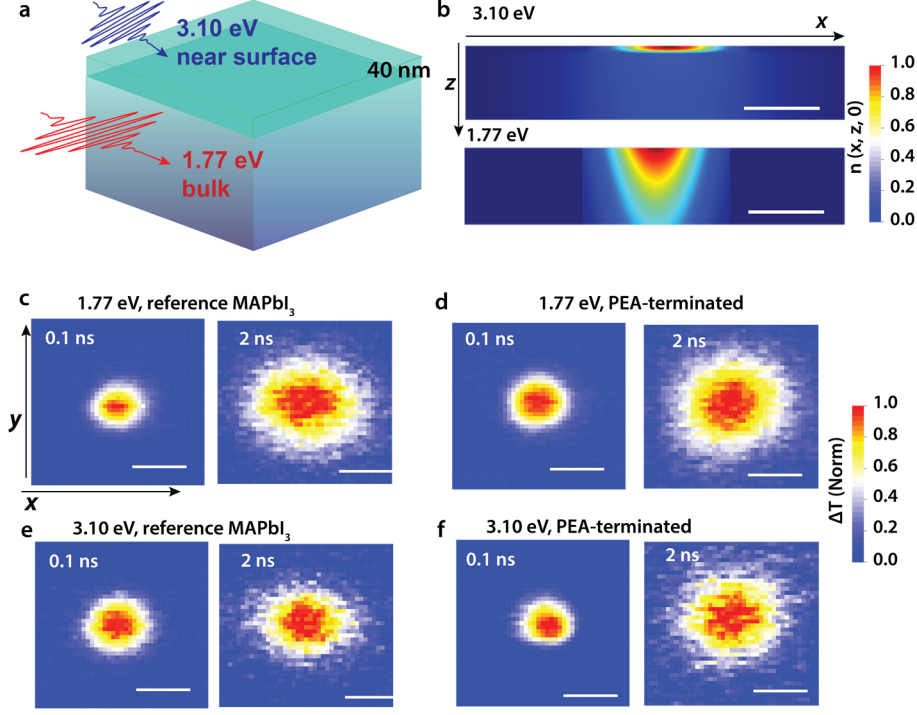 a
3.10 eV
near surface
40 nm
1.77 eV
bulk
b
3.10 eV
x
z
1.77 eV
n (x, z, 0)
1.0
0.8
0.6
0.4
0.2
0.0
c
1.77 eV, reference MAPbI3
0.1 ns
2 ns
y
x
d
1.77 eV, PEA-terminated
0.1 ns
2 ns
e
3.10 eV, reference MAPbI3
0.1 ns
2 ns
f
3.10 eV, PEA-terminated
0.1 ns
2 ns
ΔT (Norm)
1.0
0.8
0.6
0.4
0.2
0.0